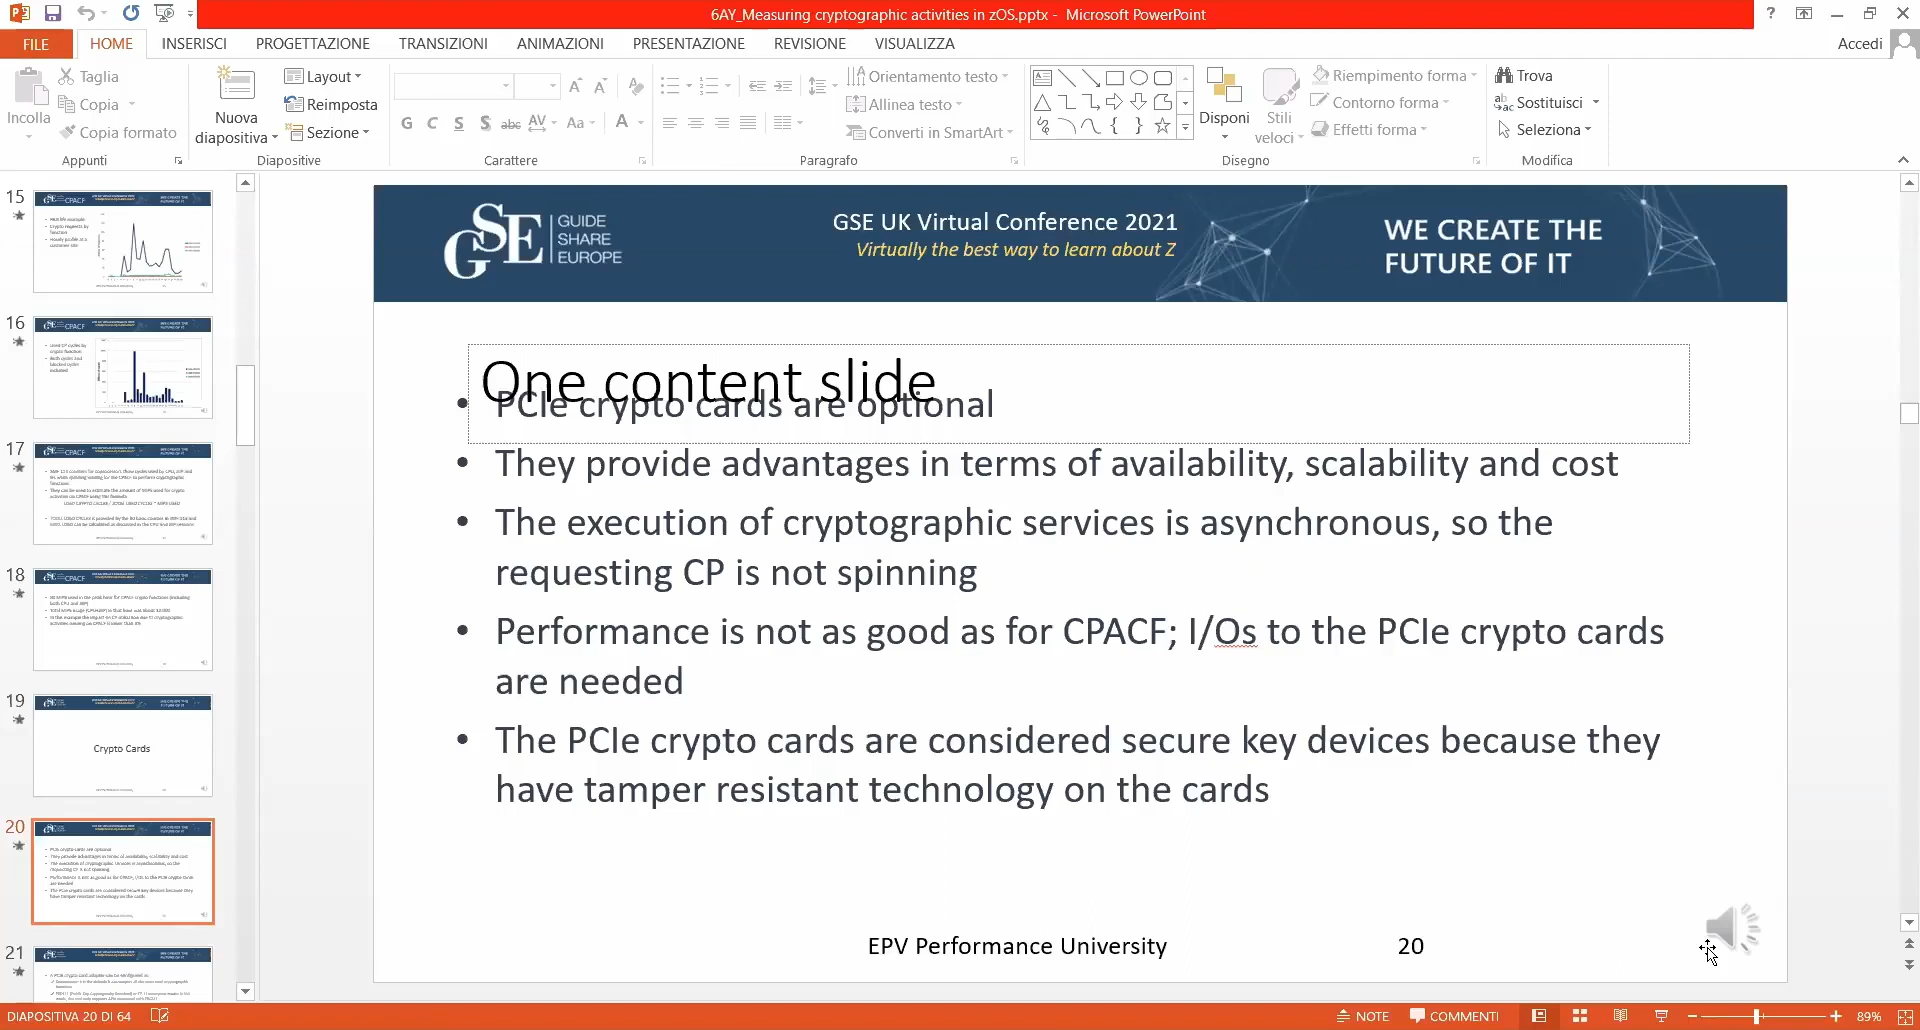 6AY_Measuring cryptographic activities in zOS.pptx - Microsoft PowerPoint
?
FILE
HOME
INSERISCI
PROGETTAZIONE
TRANSIZIONI
ANIMAZIONI
PRESENTAZIONE
REVISIONE
VISUALIZZA
Accedi
Incolla
Taglia
Copia
Copia formato
Appunti
Nuova
diapositiva
Layout
Reimposta
Sezione
Diapositive
G C S S abc AV Aa A
Carattere
Orientamento testo
Allinea testo
Converti in SmartArt
Paragrafo
Disponi
Stili
veloci
Riempimento forma
Contorno forma
Effetti forma
Disegno
Trova
Sostituisci
Seleziona
Modifica
15
CPACF
16
CPACF
17
CPACF
18
CPACF
19
Crypto Cards
20
21
GSE
GUIDE
SHARE
EUROPE
GSE UK Virtual Conference 2021
Virtually the best way to learn about Z
WE CREATE THE
FUTURE OF IT
One content slide
• PCIe crypto cards are optional
• They provide advantages in terms of availability, scalability and cost
• The execution of cryptographic services is asynchronous, so the
requesting CP is not spinning
• Performance is not as good as for CPACF; I/Os to the PCIe crypto cards
are needed
• The PCIe crypto cards are considered secure key devices because they
have tamper resistant technology on the cards
EPV Performance University
20
DIAPOSITIVA 20 DI 64
NOTE
COMMENTI
89%